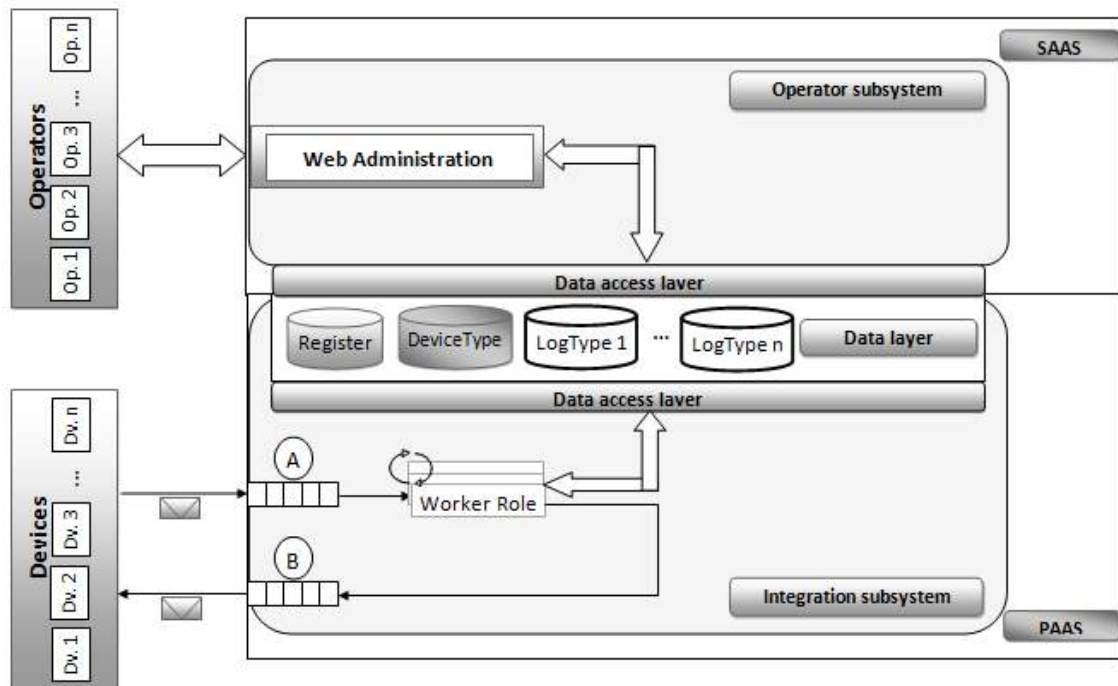 SAAS
Operator subsystem
Operators
Op. n
...
Op. 3
Op. 2
Op. 1
Web Administration
Data access laver
Register
DeviceType
LogType 1
...
LogType n
Data layer
Data access laver
Devices
Dv. n
...
Dv. 3
Dv. 2
Dv. 1
A
Worker Role
B
Integration subsystem
PAAS